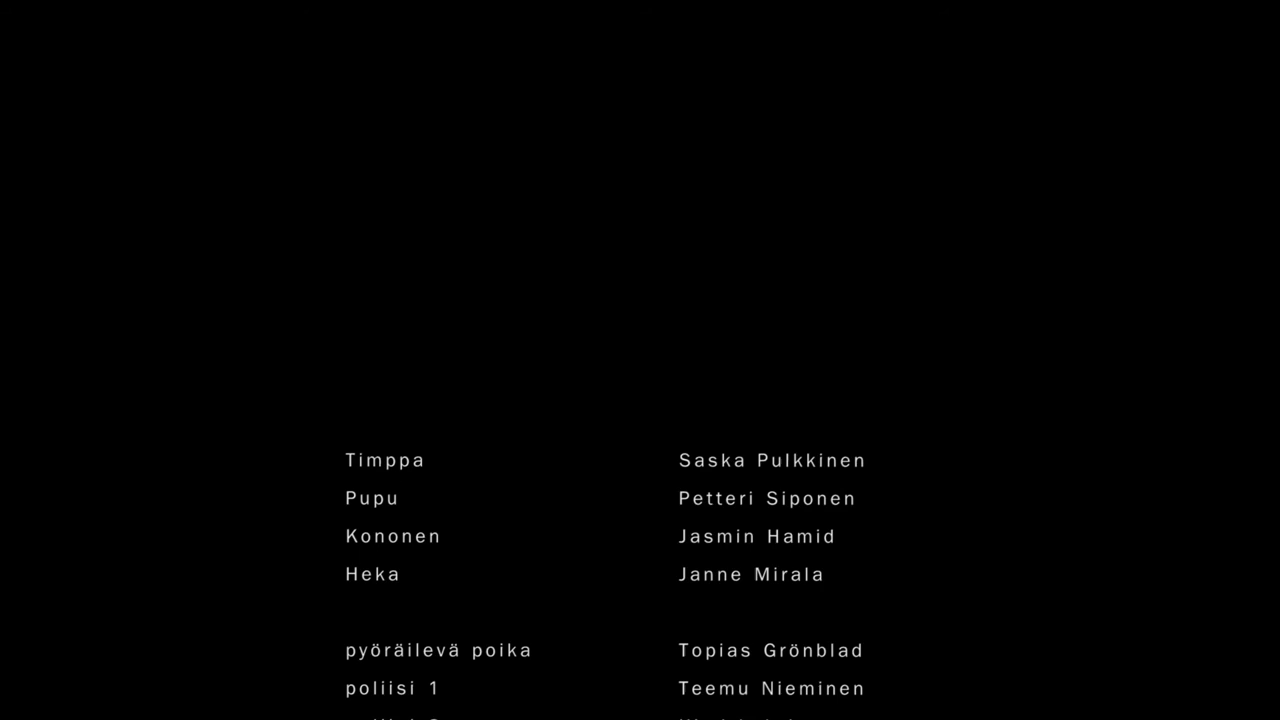 Timppa Saska Pulkkinen
Pupu Petteri Siponen
Kononen Jasmin Hamid
Heka Janne Mirala
pyöräilevä poika Topias Grönblad
poliisi 1 Teemu Nieminen